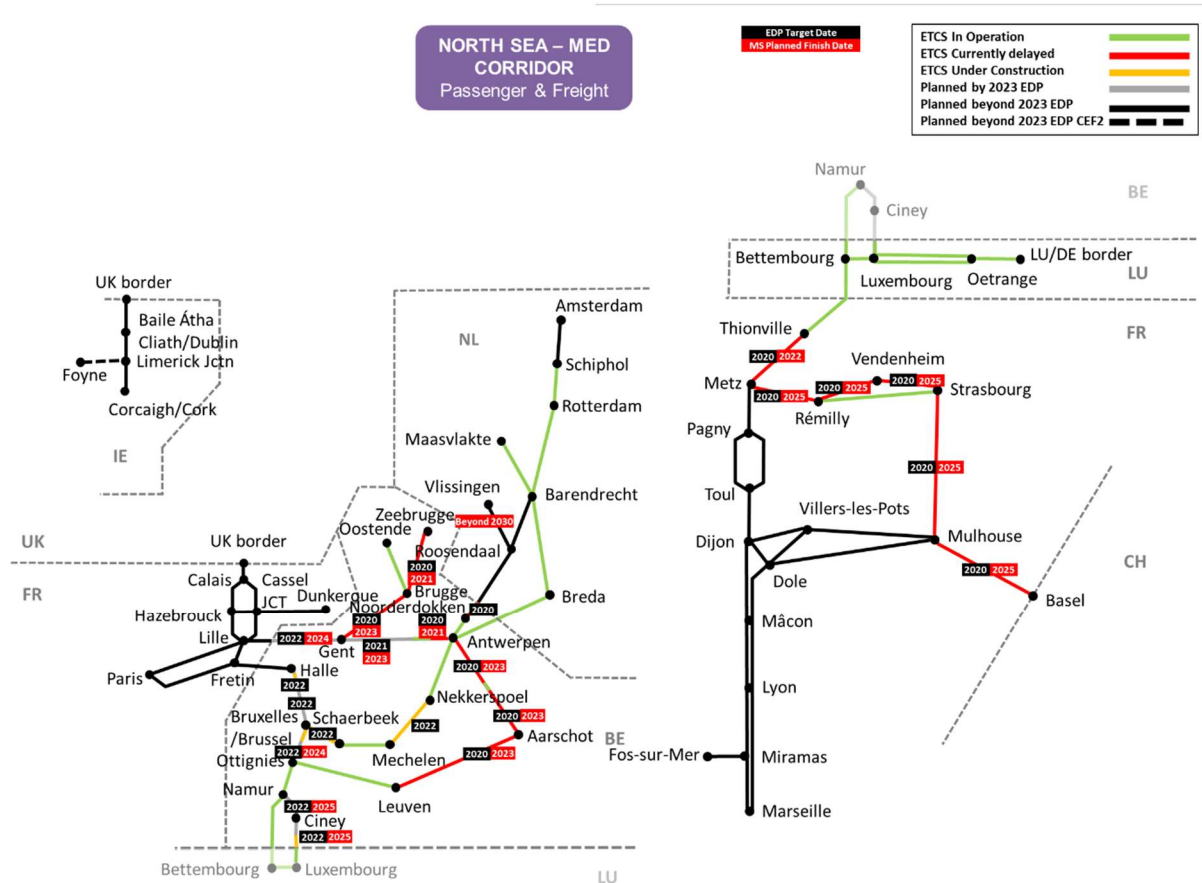 NORTH SEA – MED
CORRIDOR
Passenger & Freight
EDP Target Date
MS Planned Finish Date
ETCS In Operation
ETCS Currently delayed
ETCS Under Construction
Planned by 2023 EDP
Planned beyond 2023 EDP
Planned beyond 2023 EDP CEF2
Namur
BE
Ciney
Bettembourg
LU/DE border
Luxembourg
Oetrange
LU
UK border
Baile Átha
Cliath/Dublin
Limerick Jctn
Foyne
Corcaigh/Cork
IE
NL
Amsterdam
Schiphol
Rotterdam
Maasvlakte
Barendrecht
Vlissingen
Zeebrugge
Beyond 2030
Oostende
Roosendaal
2020
2021
Brugge
Noorderdokken
2020
Breda
2020
2023
2020
2021
Antwerpen
UK
FR
UK border
Calais
Cassel
JCT
Dunkerque
Hazebrouck
Lille
2022 2024
Gent
2021
2023
Paris
Fretin
Halle
2022
2022
2020 2023
Nekkerspoel
Bruxelles
/Brussel
Schaerbeek
2022
2022
2020 2023
Aarschot
BE
Mechelen
2020 2023
2022 2024
Ottignies
Leuven
Namur
2022 2025
Ciney
2022 2025
Bettembourg
Luxembourg
LU
Thionville
FR
2020 2022
Vendenheim
Metz
2020 2025
2020 2025
2020 2025
Strasbourg
Rémilly
Pagny
2020 2025
Toul
Villers-les-Pots
Dijon
Mulhouse
Dole
2020 2025
CH
Basel
Mâcon
Lyon
Fos-sur-Mer
Miramas
Marseille